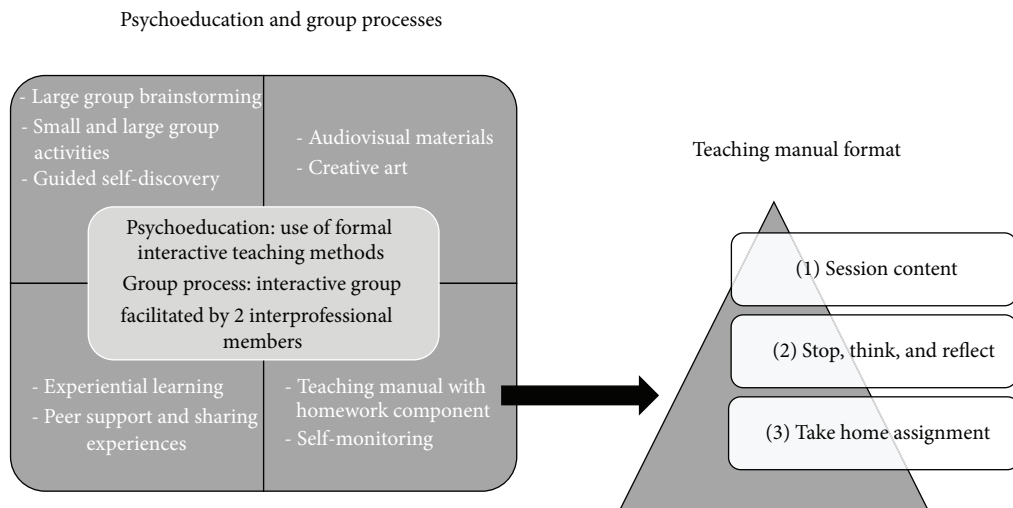 Psychoeducation and group processes
- Large group brainstorming
- Small and large group
activities
- Guided self-discovery
- Audiovisual materials
- Creative art
Psychoeducation: use of formal
interactive teaching methods
Group process: interactive group
facilitated by 2 interprofessional
members
- Experiential learning
- Peer support and sharing
experiences
- Teaching manual with
homework component
- Self-monitoring
Teaching manual format
(1) Session content
(2) Stop, think, and reflect
(3) Take home assignment